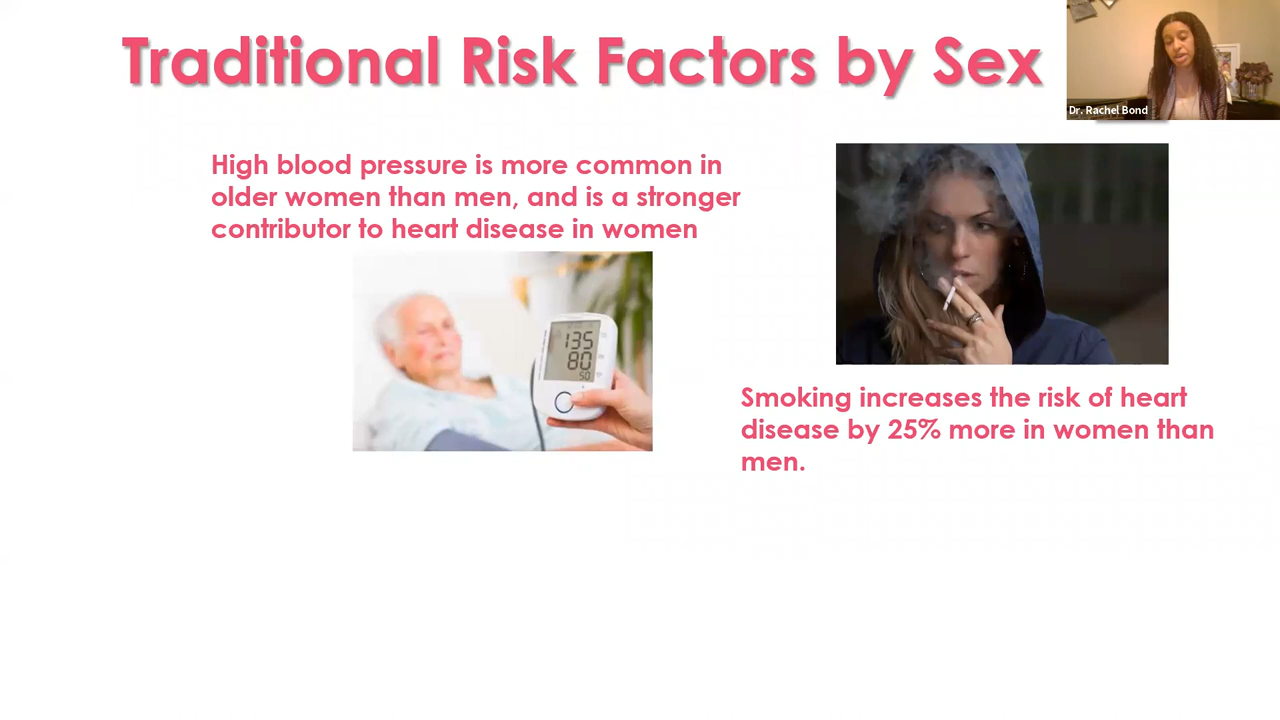 Traditional Risk Factors by Sex
Dr. Rachel Bond
High blood pressure is more common in
older women than men, and is a stronger
contributor to heart disease in women
135
80
50
Smoking increases the risk of heart
disease by 25% more in women than
men.